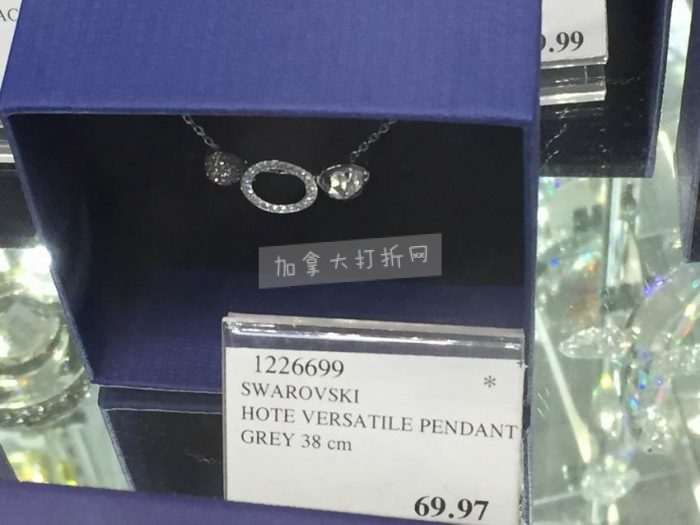 .99
加拿大打折网
1226699
*
SWAROVSKI
HOTE VERSATILE PENDANT
GREY 38 cm
69.97